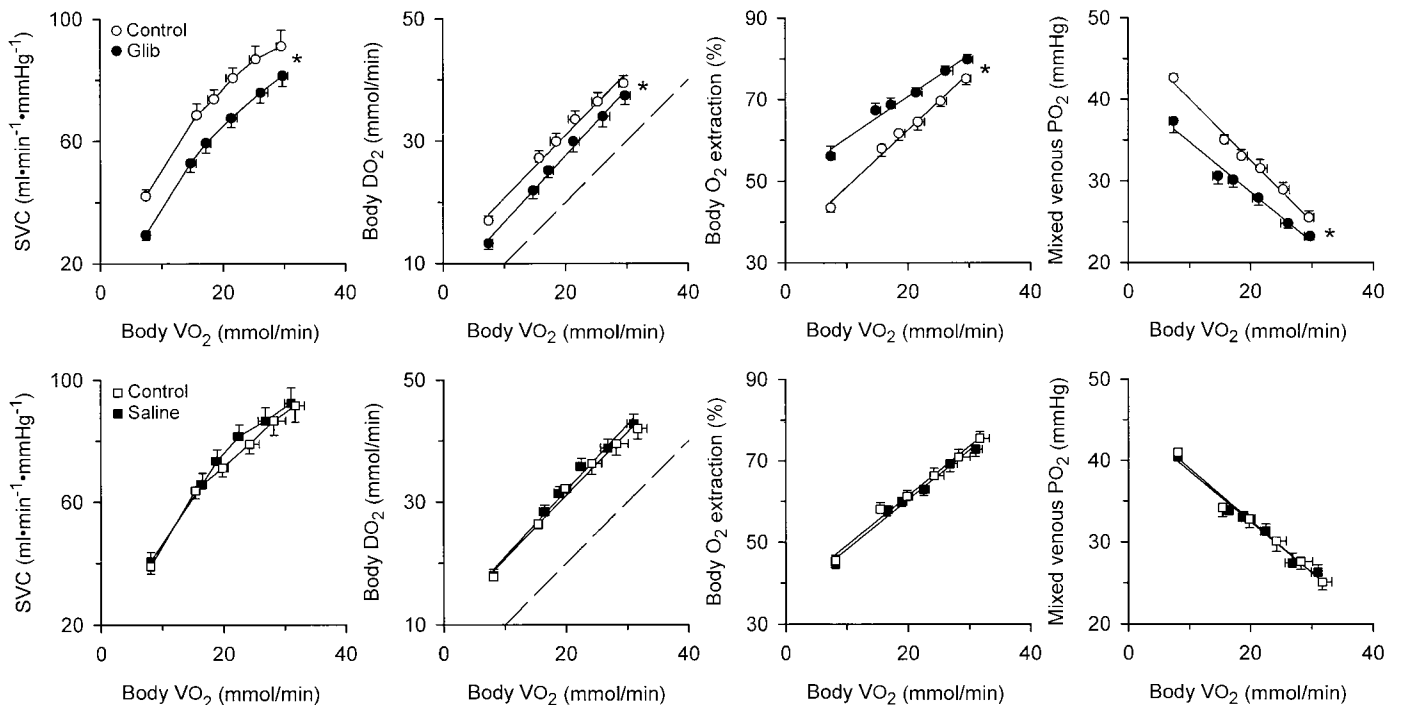 SVC (ml•min⁻¹•mmHg⁻¹)
100
60
20
Control
Glib
*
0
20
40
Body VO₂ (mmol/min)
Body DO₂ (mmol/min)
50
30
10
*
0
20
40
Body VO₂ (mmol/min)
Body O₂ extraction (%)
90
70
50
30
*
0
20
40
Body VO₂ (mmol/min)
Mixed venous PO₂ (mmHg)
50
40
30
20
*
0
20
40
Body VO₂ (mmol/min)
SVC (ml•min⁻¹•mmHg⁻¹)
100
60
20
Control
Saline
0
20
40
Body VO₂ (mmol/min)
Body DO₂ (mmol/min)
50
30
10
0
20
40
Body VO₂ (mmol/min)
Body O₂ extraction (%)
90
70
50
30
0
20
40
Body VO₂ (mmol/min)
Mixed venous PO₂ (mmHg)
50
40
30
20
0
20
40
Body VO₂ (mmol/min)